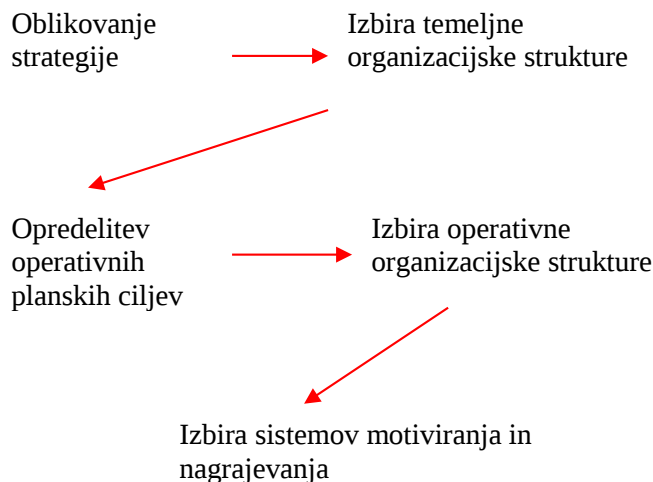 Oblikovanje
strategije
Izbira temeljne
organizacijske strukture
Opredelitev
operativnih
planskih ciljev
Izbira operativne
organizacijske strukture
Izbira sistemov motiviranja in
nagrajevanja